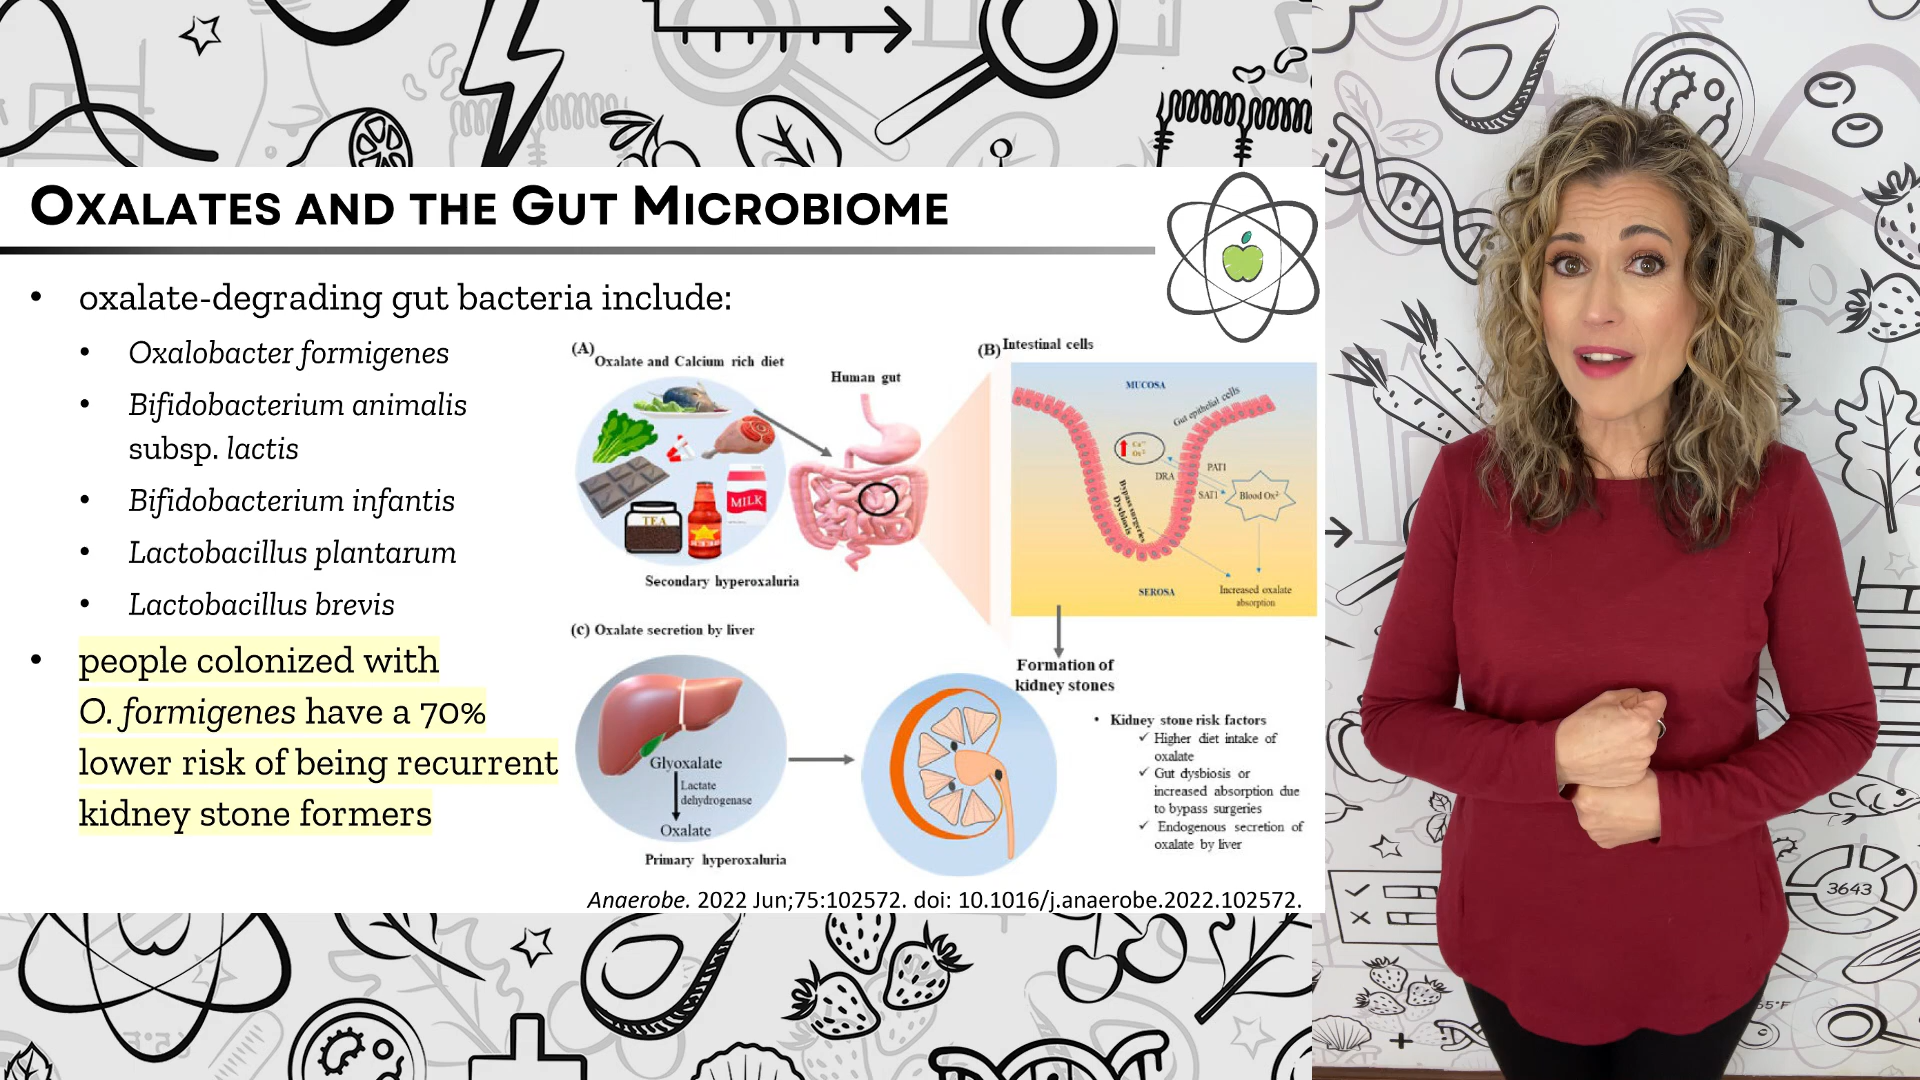 OXALATES AND THE GUT MICROBIOME
• oxalate-degrading gut bacteria include:
• Oxalobacter formigenes
• Bifidobacterium animalis
subsp. lactis
• Bifidobacterium infantis
• Lactobacillus plantarum
• Lactobacillus brevis
• people colonized with
O. formigenes have a 70%
lower risk of being recurrent
kidney stone formers
(A) Oxalate and Calcium rich diet
Human gut
MILK
TEA
Secondary hyperoxaluria
(B) Intestinal cells
MUCOSA
Gut epithelial cells
Ca
Ox
DRA
PAT1
SAT1
Blood Ox²⁻
Bypass surgeries
Dysbiosis
SEROSA
Increased oxalate
absorption
(c) Oxalate secretion by liver
Glyoxalate
Lactate
dehydrogenase
Oxalate
Primary hyperoxaluria
Formation of
kidney stones
• Kidney stone risk factors
✓ Higher diet intake of
oxalate
✓ Gut dysbiosis or
increased absorption due
to bypass surgeries
✓ Endogenous secretion of
oxalate by liver
Anaerobe. 2022 Jun;75:102572. doi: 10.1016/j.anaerobe.2022.102572.
3643